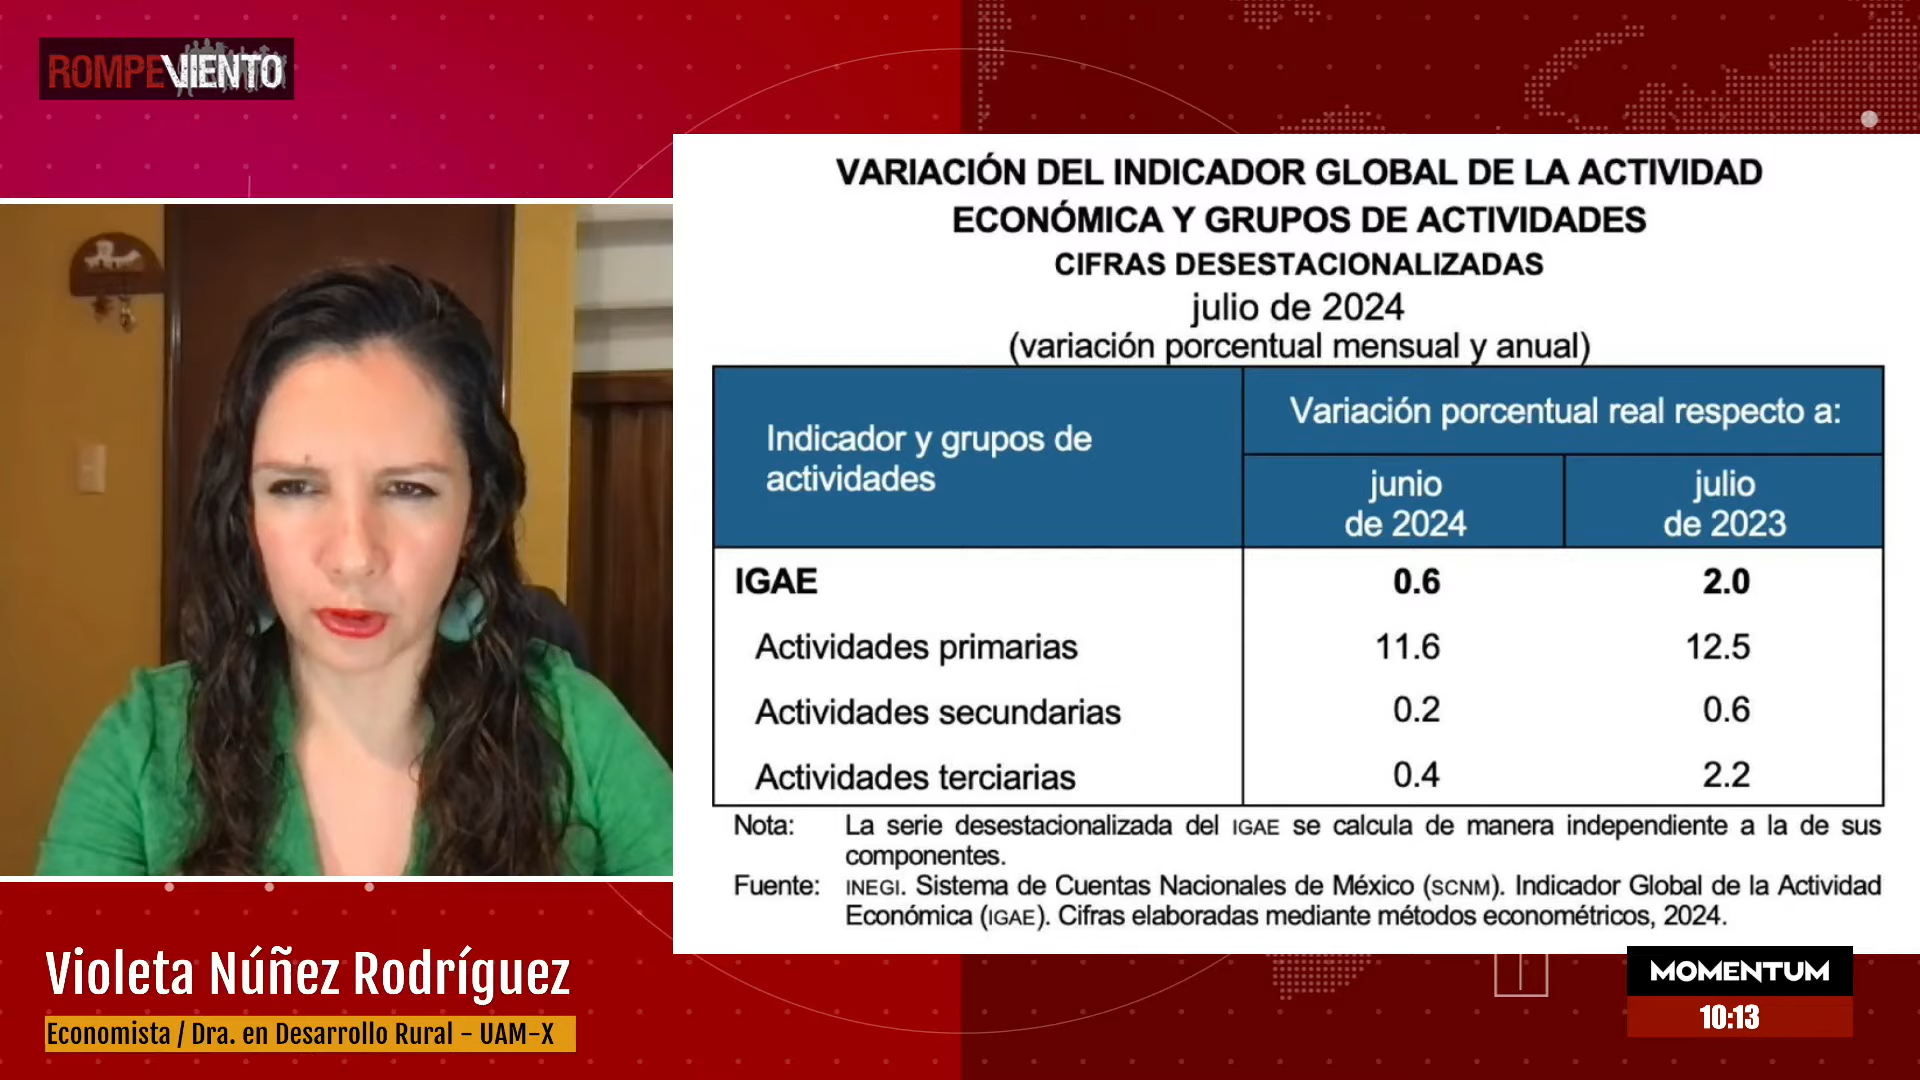 ROMPEVIENTO
VARIACIÓN DEL INDICADOR GLOBAL DE LA ACTIVIDAD
ECONÓMICA Y GRUPOS DE ACTIVIDADES
CIFRAS DESESTACIONALIZADAS
julio de 2024
(variación porcentual mensual y anual)
Indicador y grupos de
actividades
Variación porcentual real respecto a:
junio
de 2024
julio
de 2023
IGAE 0.6 2.0
Actividades primarias 11.6 12.5
Actividades secundarias 0.2 0.6
Actividades terciarias 0.4 2.2
Nota: La serie desestacionalizada del IGAE se calcula de manera independiente a la de sus
componentes.
Fuente: INEGI. Sistema de Cuentas Nacionales de México (SCNM). Indicador Global de la Actividad
Económica (IGAE). Cifras elaboradas mediante métodos econométricos, 2024.
Violeta Núñez Rodríguez
Economista / Dra. en Desarrollo Rural - UAM-X
MOMENTUM
10:13